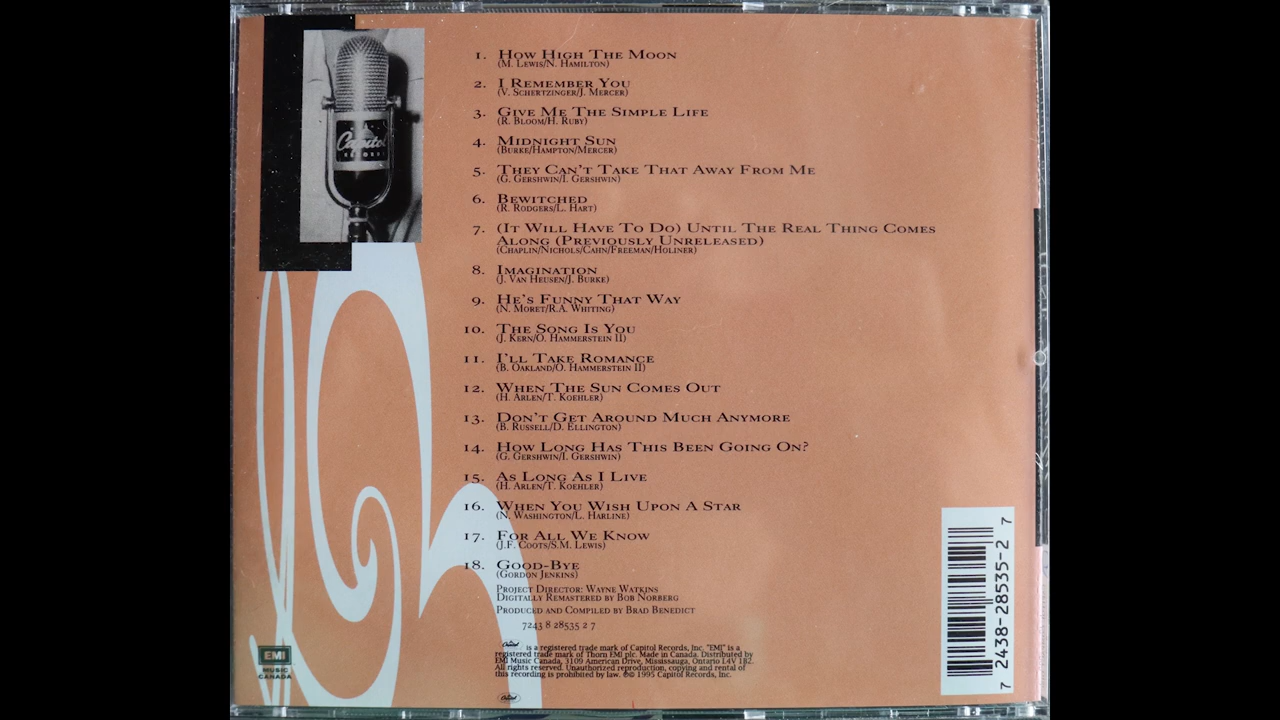 Capitol
RECORDS
1. HOW HIGH THE MOON
(M. LEWIS/N. HAMILTON)
2. I REMEMBER YOU
(V. SCHERTZINGER/J. MERCER)
3. GIVE ME THE SIMPLE LIFE
(R. BLOOM/H. RUBY)
4. MIDNIGHT SUN
(BURKE/HAMPTON/MERCER)
5. THEY CAN'T TAKE THAT AWAY FROM ME
(G. GERSHWIN/I. GERSHWIN)
6. BEWITCHED
(R. RODGERS/L. HART)
7. (IT WILL HAVE TO DO) UNTIL THE REAL THING COMES
ALONG (PREVIOUSLY UNRELEASED)
(CHAPLIN/NICHOLS/CAHN/FREEMAN/HOLINER)
8. IMAGINATION
(J. VAN HEUSEN/J. BURKE)
9. HE'S FUNNY THAT WAY
(N. MORET/R.A. WHITING)
10. THE SONG IS YOU
(J. KERN/O. HAMMERSTEIN II)
11. I'LL TAKE ROMANCE
(B. OAKLAND/O. HAMMERSTEIN II)
12. WHEN THE SUN COMES OUT
(H. ARLEN/T. KOEHLER)
13. DON'T GET AROUND MUCH ANYMORE
(B. RUSSELL/D. ELLINGTON)
14. HOW LONG HAS THIS BEEN GOING ON?
(G. GERSHWIN/I. GERSHWIN)
15. AS LONG AS I LIVE
(H. ARLEN/T. KOEHLER)
16. WHEN YOU WISH UPON A STAR
(N. WASHINGTON/L. HARLINE)
17. FOR ALL WE KNOW
(J.F. COOTS/S.M. LEWIS)
18. GOOD-BYE
(GORDON JENKINS)
PROJECT DIRECTOR: WAYNE WATKINS
DIGITALLY REMASTERED BY BOB NORBERG
PRODUCED AND COMPILED BY BRAD BENEDICT
7243 8 28535 2 7
Capitol is a registered trade mark of Capitol Records, Inc. "EMI" is a
registered trade mark of Thorn EMI plc. Made in Canada. Distributed by
EMI Music Canada, 3109 American Drive, Mississauga, Ontario L4V 1B2.
All rights reserved. Unauthorized reproduction, copying and rental of
this recording is prohibited by law. ℗© 1995 Capitol Records, Inc.
Capitol
EMI
MUSIC
CANADA
7 2438-28535-2 7